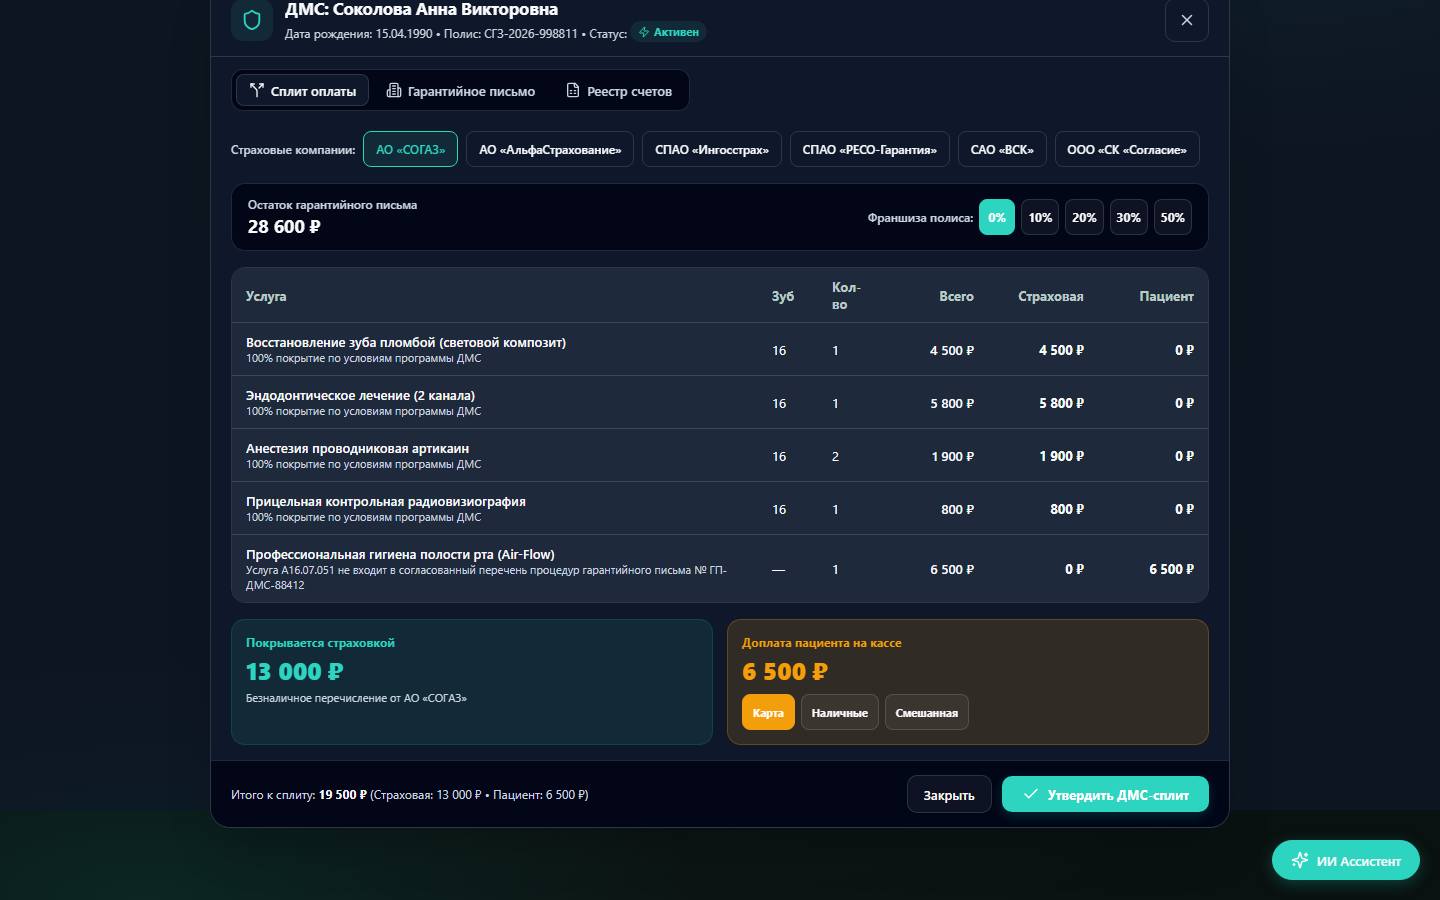 ДМС: Соколова Анна Викторовна
Дата рождения: 15.04.1990 • Полис: СГЗ-2026-998811 • Статус: Активен
Сплит оплаты Гарантийное письмо Реестр счетов
Страховые компании: АО «СОГАЗ» АО «АльфаСтрахование» СПАО «Ингосстрах» СПАО «РЕСО-Гарантия» САО «ВСК» ООО «СК «Согласие»
Остаток гарантийного письма
28 600 ₽
Франшиза полиса: 0% 10% 20% 30% 50%
Услуга Зуб Кол-во Всего Страховая Пациент
Восстановление зуба пломбой (световой композит)
100% покрытие по условиям программы ДМС
16 1 4 500 ₽ 4 500 ₽ 0 ₽
Эндодонтическое лечение (2 канала)
100% покрытие по условиям программы ДМС
16 1 5 800 ₽ 5 800 ₽ 0 ₽
Анестезия проводниковая артикаин
100% покрытие по условиям программы ДМС
16 2 1 900 ₽ 1 900 ₽ 0 ₽
Прицельная контрольная радиовизиография
100% покрытие по условиям программы ДМС
16 1 800 ₽ 800 ₽ 0 ₽
Профессиональная гигиена полости рта (Air-Flow)
Услуга A16.07.051 не входит в согласованный перечень процедур гарантийного письма № ГП-
ДМС-88412
— 1 6 500 ₽ 0 ₽ 6 500 ₽
Покрывается страховкой
13 000 ₽
Безналичное перечисление от АО «СОГАЗ»
Доплата пациента на кассе
6 500 ₽
Карта Наличные Смешанная
Итого к сплиту: 19 500 ₽ (Страховая: 13 000 ₽ • Пациент: 6 500 ₽)
Закрыть Утвердить ДМС-сплит
ИИ Ассистент